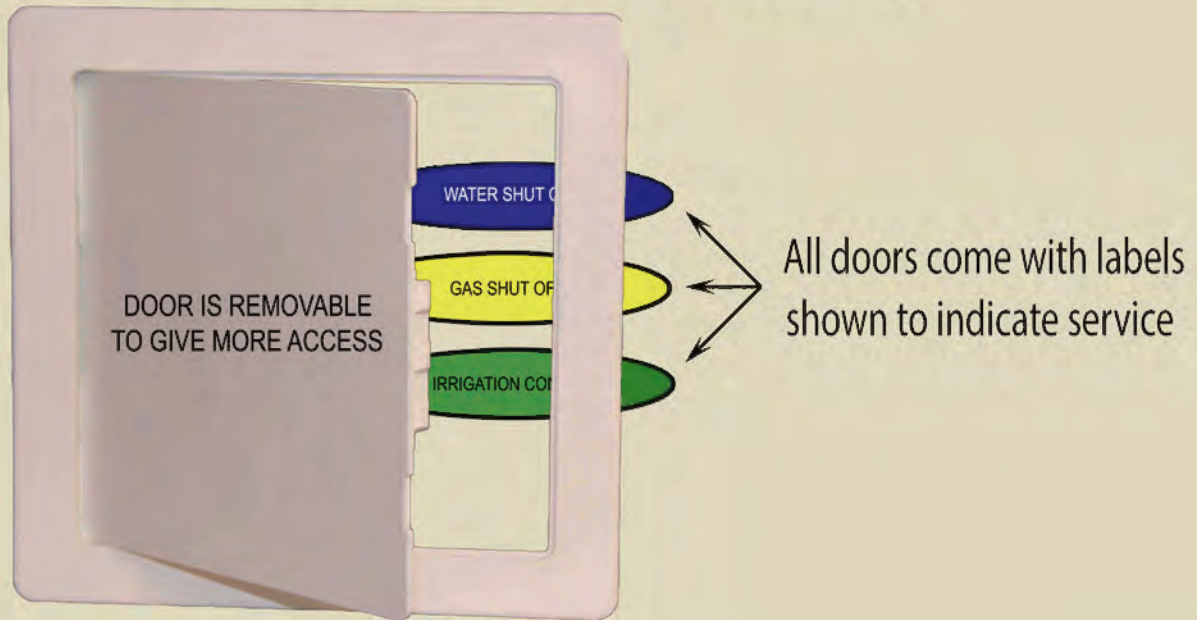 WATER SHUT O
GAS SHUT OF
IRRIGATION CON
DOOR IS REMOVABLE
TO GIVE MORE ACCESS
All doors come with labels
shown to indicate service